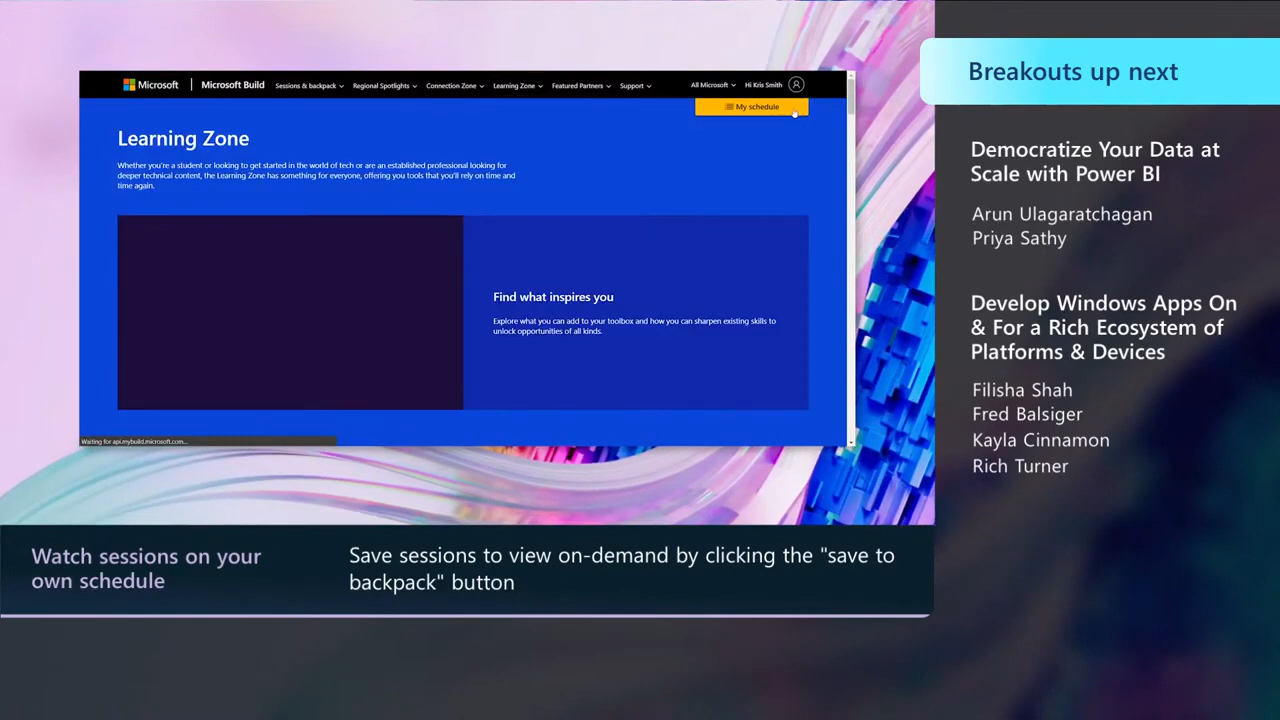 Microsoft
Microsoft Build
Sessions & backpack
Regional Spotlights
Connection Zone
Learning Zone
Featured Partners
Support
All Microsoft
Hi Kris Smith
My schedule
Learning Zone
Whether you're a student or looking to get started in the world of tech or are an established professional looking for
deeper technical content, the Learning Zone has something for everyone, offering you tools that you'll rely on time and
time again.
Find what inspires you
Explore what you can add to your toolbox and how you can sharpen existing skills to
unlock opportunities of all kinds.
Waiting for api.mybuild.microsoft.com...
Watch sessions on your
own schedule
Save sessions to view on-demand by clicking the "save to
backpack" button
Breakouts up next
Democratize Your Data at
Scale with Power BI
Arun Ulagaratchagan
Priya Sathy
Develop Windows Apps On
& For a Rich Ecosystem of
Platforms & Devices
Filisha Shah
Fred Balsiger
Kayla Cinnamon
Rich Turner